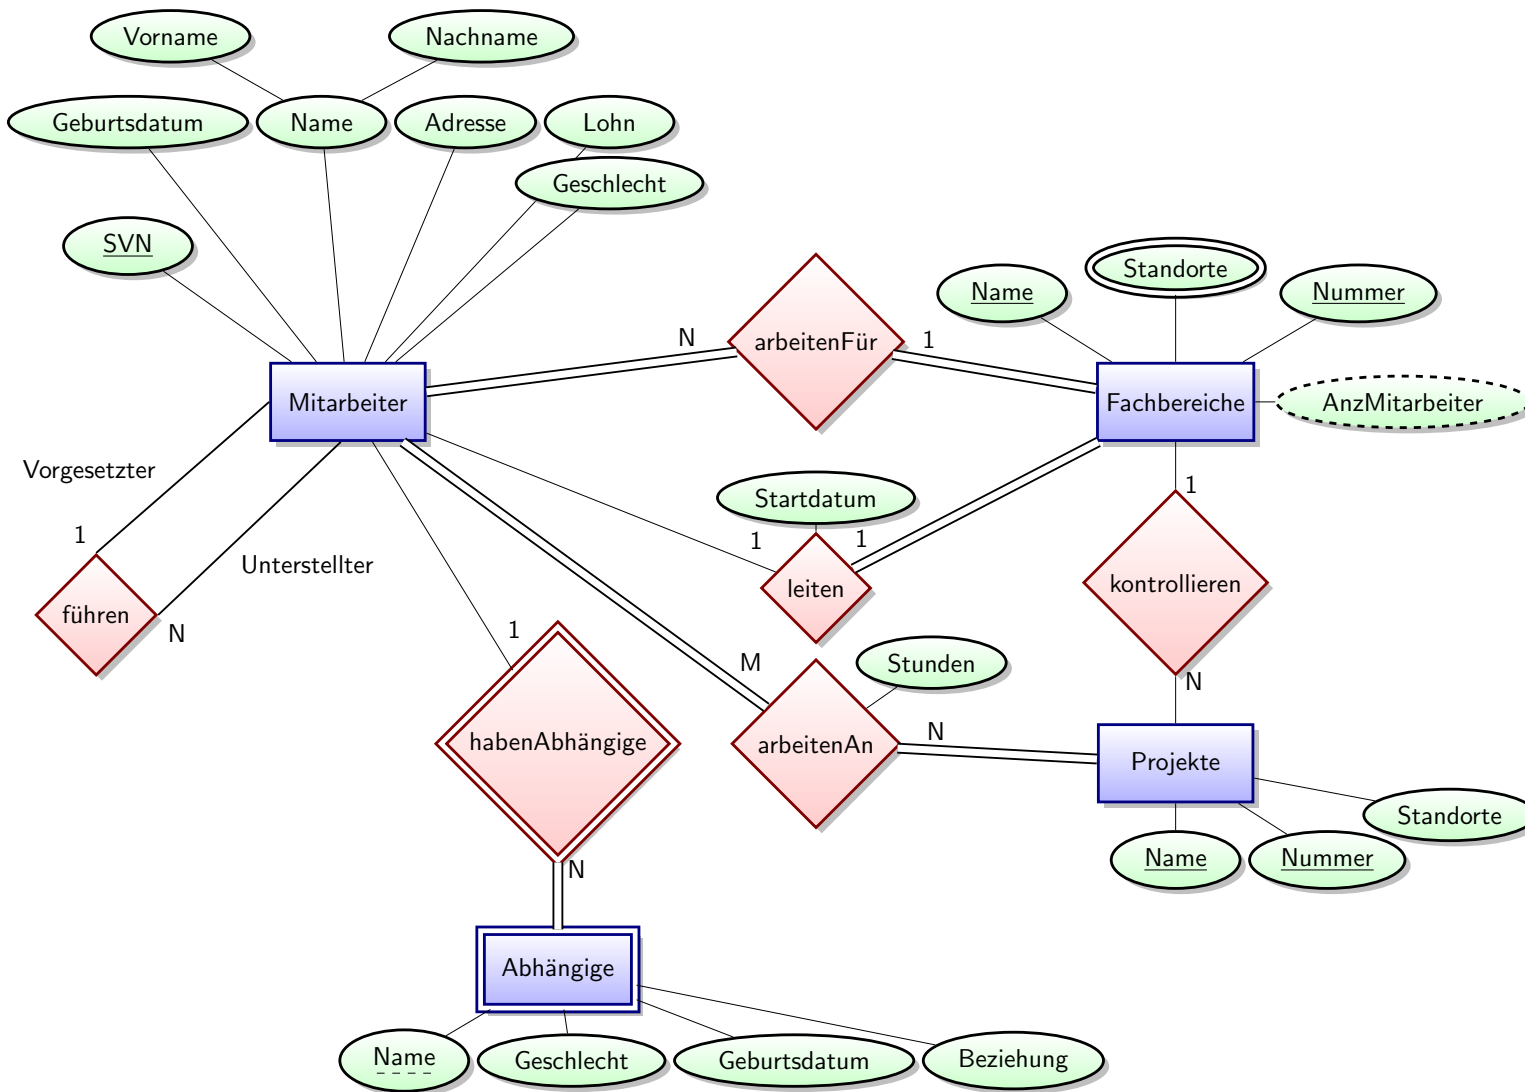 Vorname
Nachname
Geburtsdatum
Name
Adresse
Lohn
Geschlecht
SVN
Name
Standorte
Nummer
N
arbeitenFür
1
Mitarbeiter
Fachbereiche
AnzMitarbeiter
Vorgesetzter
Startdatum
1
1
1
1
Unterstellter
kontrollieren
leiten
führen
N
1
M
Stunden
N
habenAbhängige
arbeitenAn
N
Projekte
Standorte
Name
Nummer
N
Abhängige
Name
Geschlecht
Geburtsdatum
Beziehung